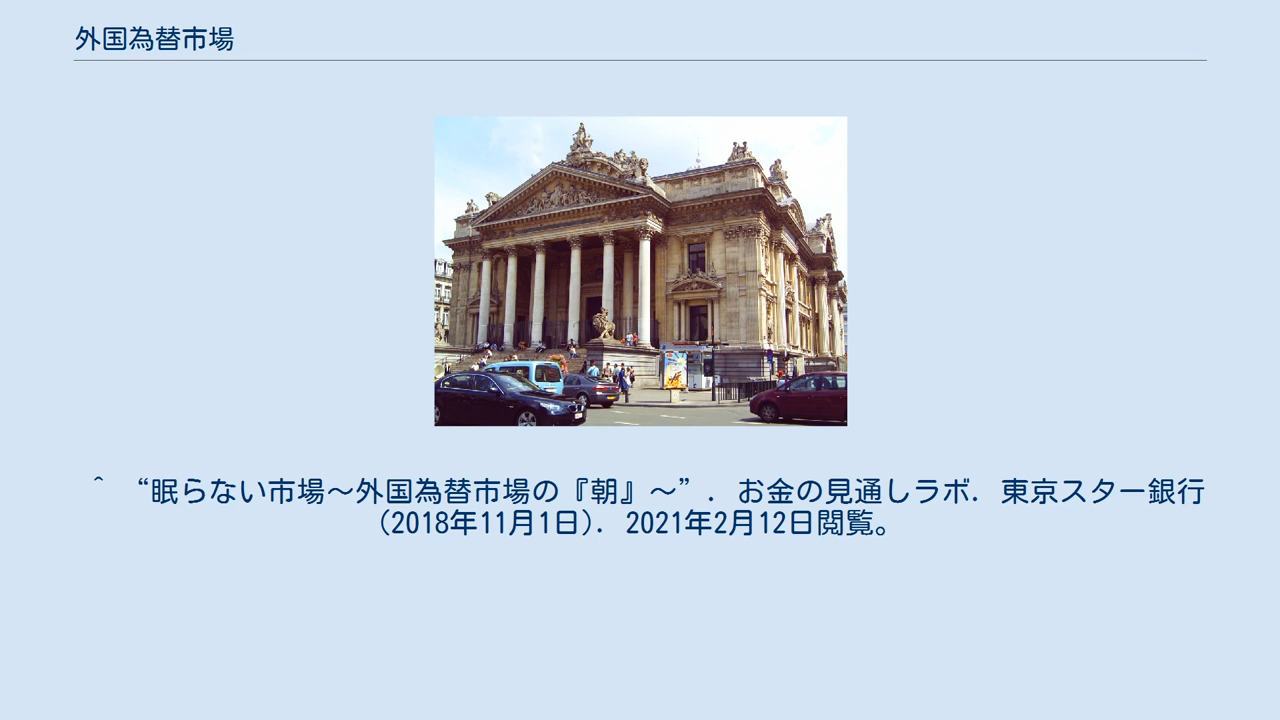 外国為替市場
^ “眠らない市場～外国為替市場の『朝』～”. お金の見通しラボ. 東京スター銀行
(2018年11月1日). 2021年2月12日閲覧。